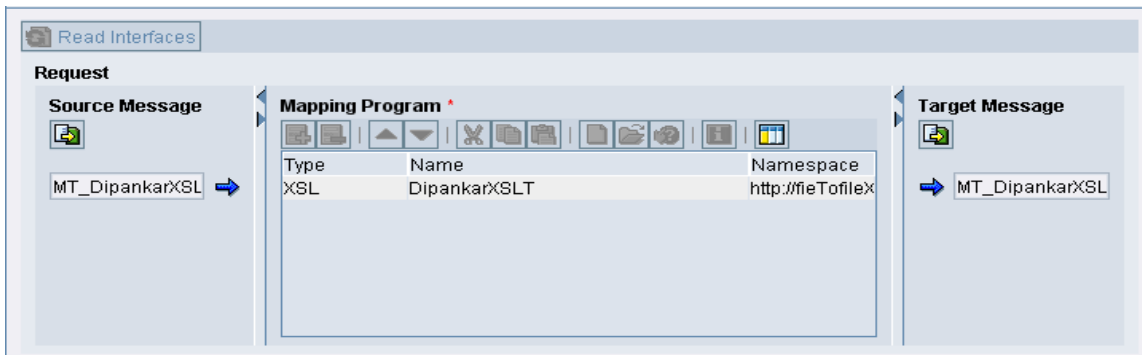 Read Interfaces
Request
Source Message
Mapping Program *
Target Message
Type Name Namespace
MT_DipankarXSL
XSL DipankarXSLT http://fieTofileX
MT_DipankarXSL